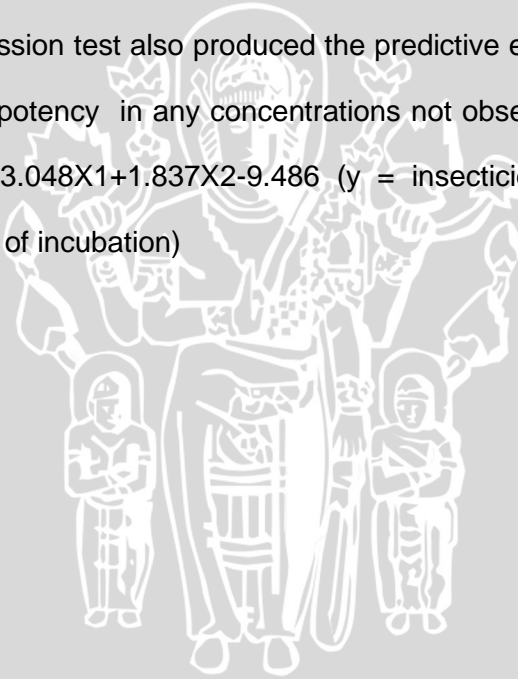 ssion test also produced the predictive e
potency in any concentrations not obse
3.048X1+1.837X2-9.486 (y = insectici
of incubation)